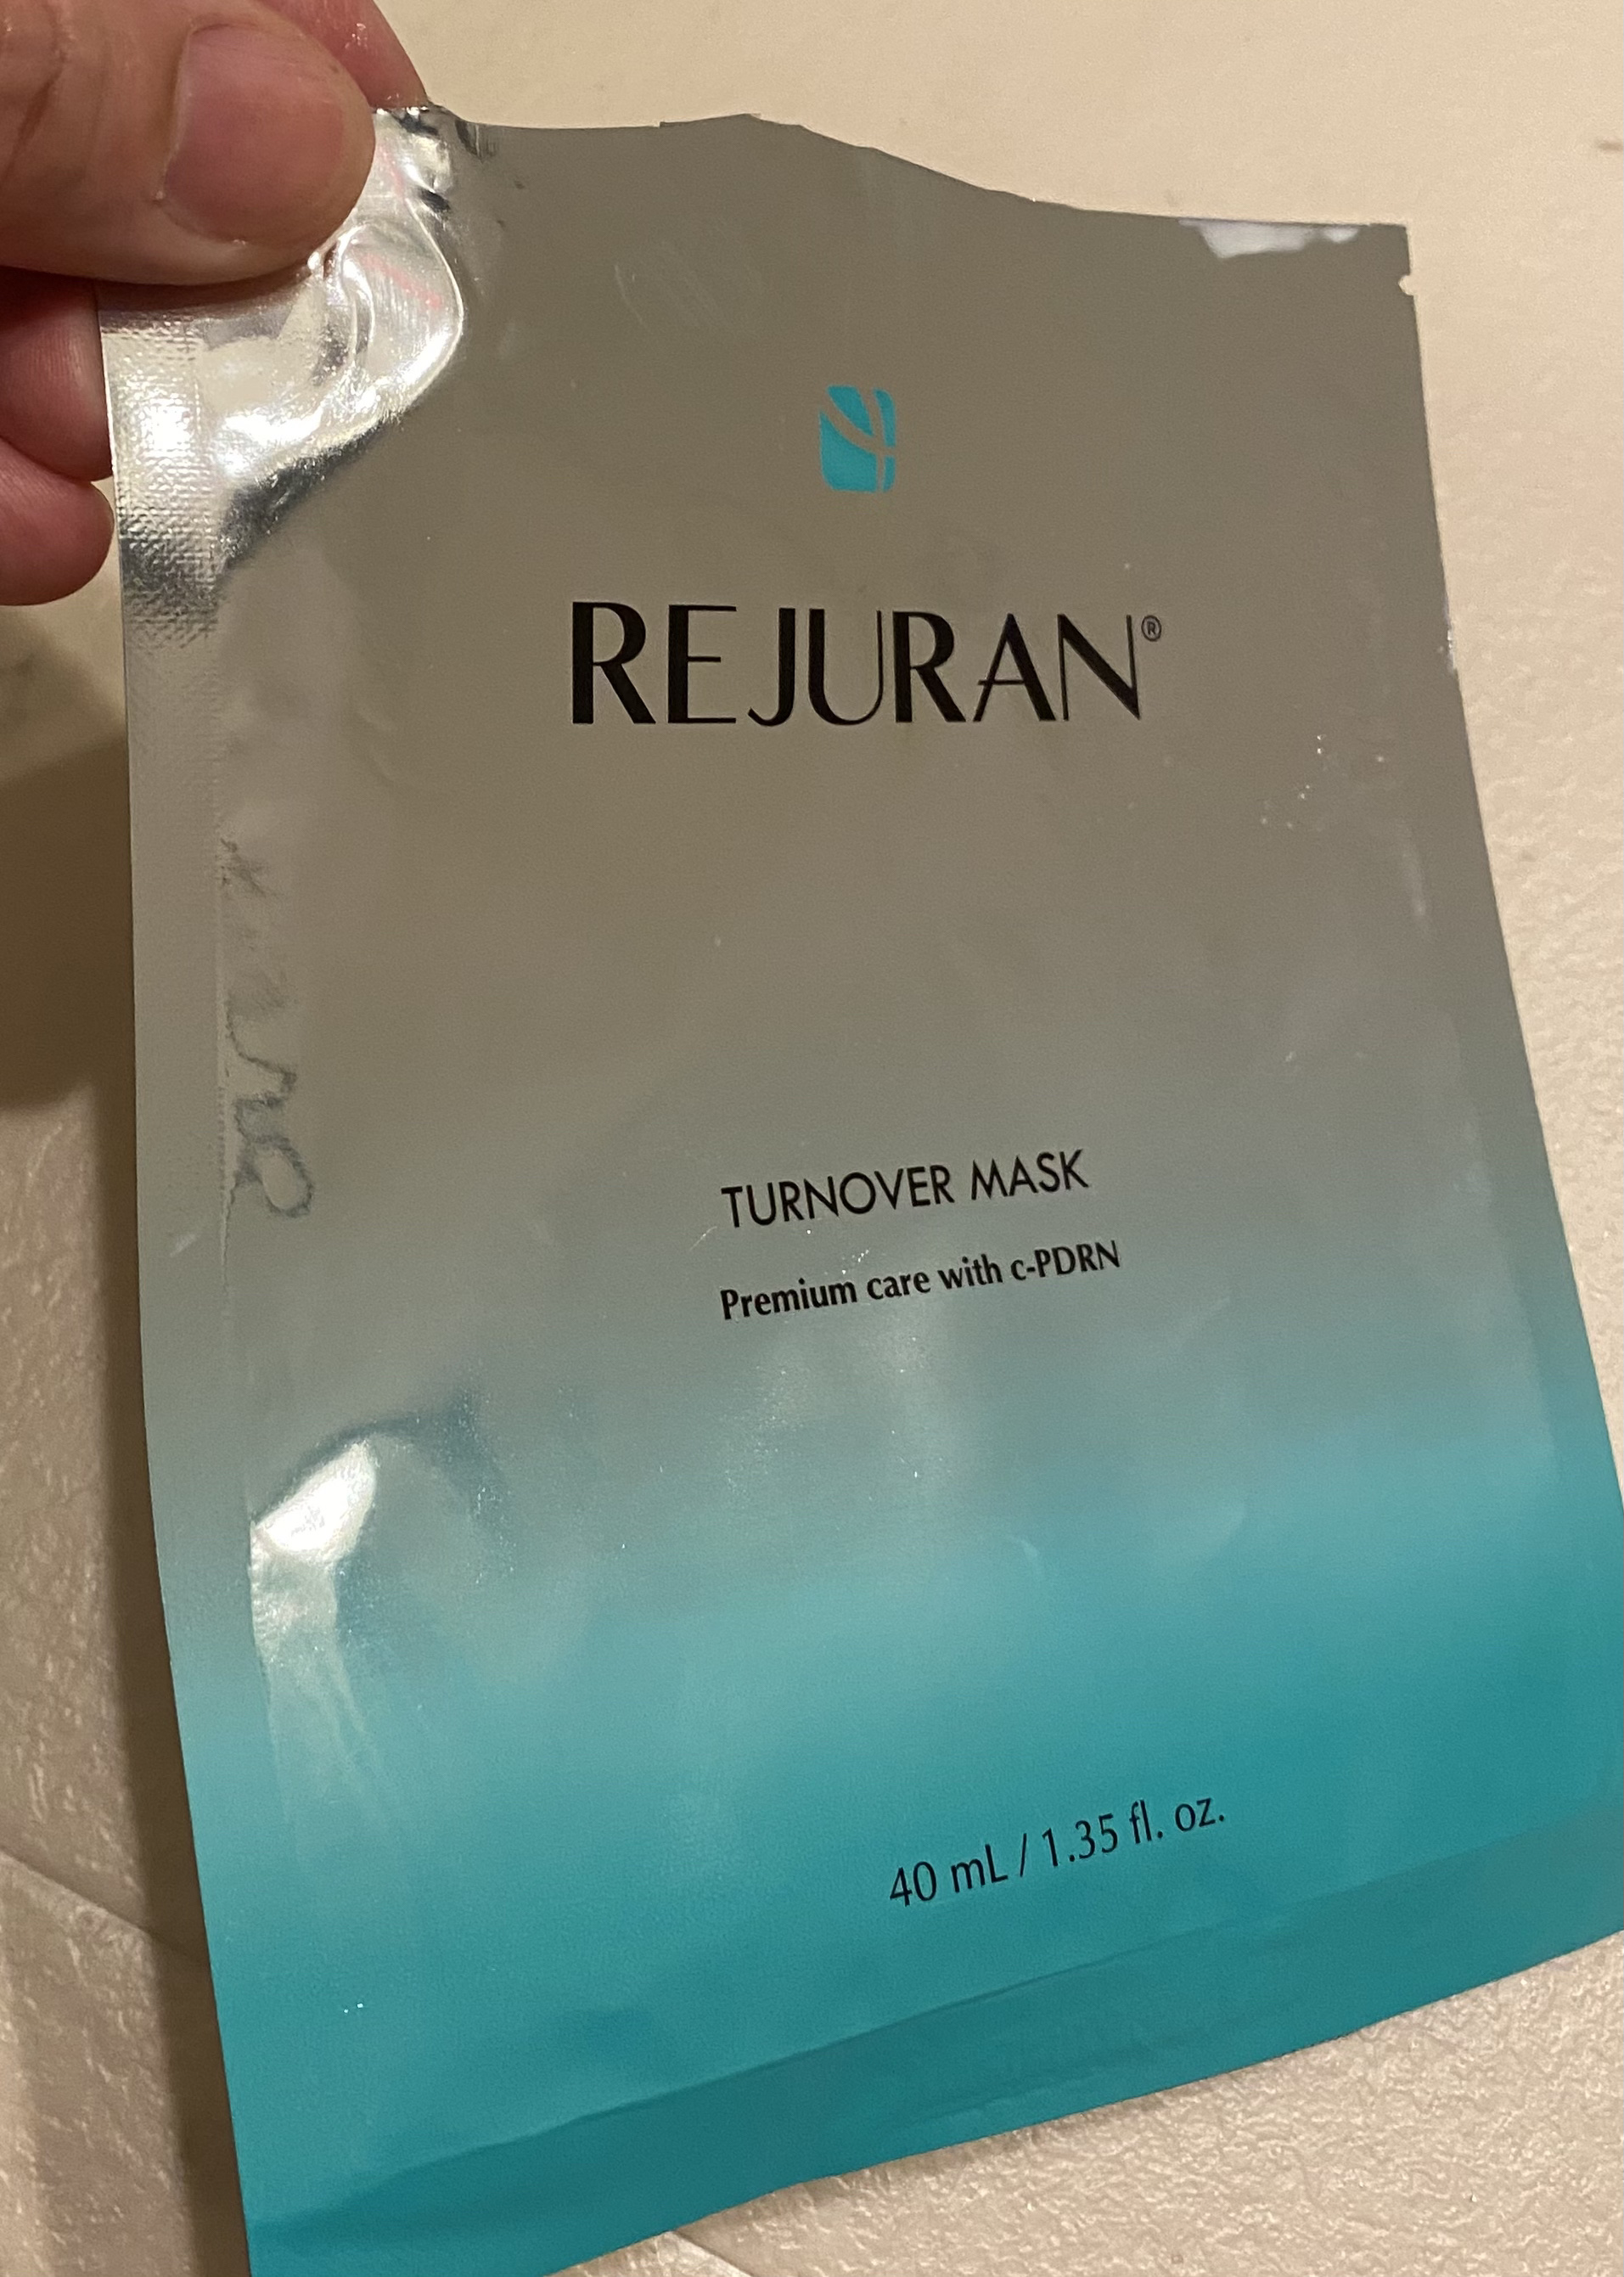 REJURAN®
TURNOVER MASK
Premium care with c-PDRN
40 mL / 1.35 fl. oz.